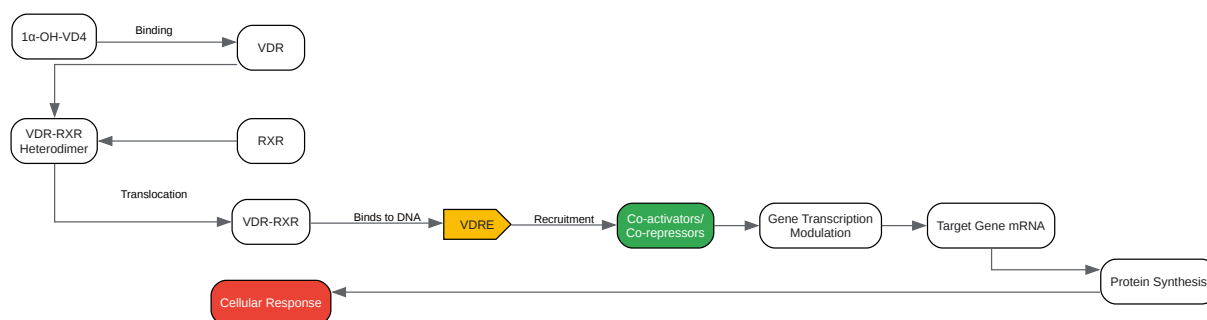 1α-OH-VD4
Binding
VDR
VDR-RXR
Heterodimer
RXR
Translocation
VDR-RXR
Binds to DNA
VDRE
Recruitment
Co-activators/
Co-repressors
Gene Transcription
Modulation
Target Gene mRNA
Protein Synthesis
Cellular Response